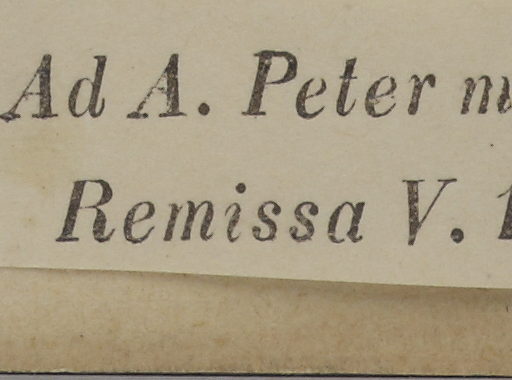 Ad A. Peter m
Remissa V.